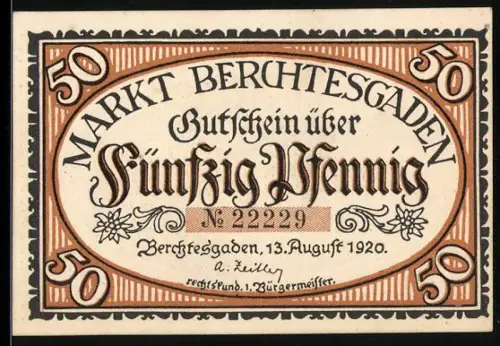 50 50
MARKT BERCHTESGADEN
Gutschein über
Fünfzig Pfennig
№ 22229
Berchtesgaden, 13. August 1920.
rechtskund. 1. Bürgermeister.
50 50